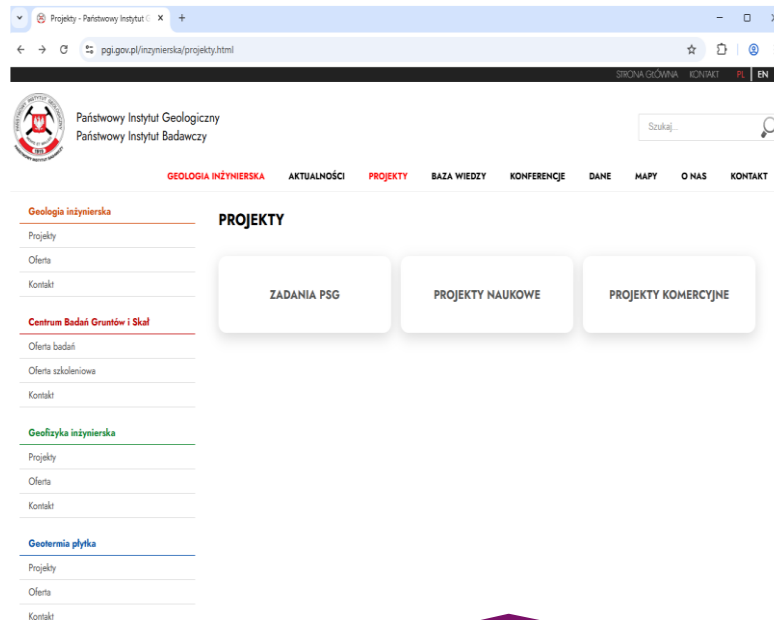 Projekty - Państwowy Instytut G
pgi.gov.pl/inzynierska/projekty.html
STRONA GŁÓWNA KONTAKT PL EN
Państwowy Instytut Geologiczny
Państwowy Instytut Badawczy
Szukaj...
GEOLOGIA INŻYNIERSKA AKTUALNOŚCI PROJEKTY BAZA WIEDZY KONFERENCJE DANE MAPY O NAS KONTAKT
Geologia inżynierska
Projekty
Oferta
Kontakt
Centrum Badań Gruntów i Skał
Oferta badań
Oferta szkoleniowa
Kontakt
Geofizyka inżynierska
Projekty
Oferta
Kontakt
Geotermia płytka
Projekty
Oferta
Kontakt
PROJEKTY
ZADANIA PSG
PROJEKTY NAUKOWE
PROJEKTY KOMERCYJNE